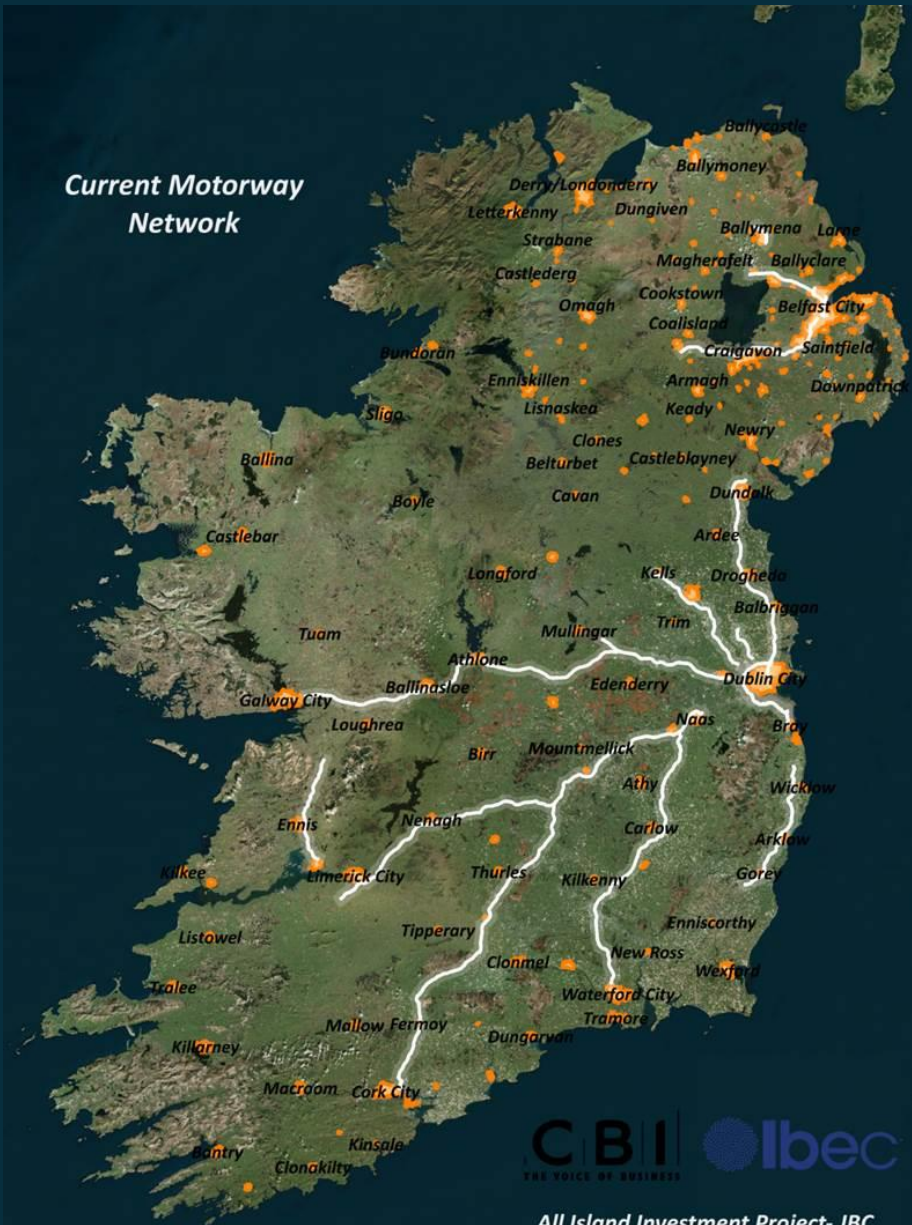 Current Motorway
Network
Ballycastle
Ballymoney
Derry/Londonderry
Letterkenny
Dungiven
Strabane
Ballymena
Larne
Magherafelt
Ballyclare
Castlederg
Omagh
Cookstown
Belfast City
Coalisland
Bundoran
Craigavon
Saintfield
Enniskillen
Armagh
Downpatrick
Sligo
Lisnaskea
Keady
Newry
Clones
Ballina
Belturbet
Castleblayney
Boyle
Cavan
Dundalk
Castlebar
Ardee
Longford
Kells
Drogheda
Balbriggan
Tuam
Mullingar
Trim
Athlone
Ballinasloe
Edenderry
Dublin City
Galway City
Loughrea
Naas
Bray
Birr
Mountmellick
Athy
Wicklow
Ennis
Nenagh
Carlow
Arklow
Kilkee
Limerick City
Thurles
Kilkenny
Gorey
Listowel
Tipperary
Enniscorthy
Clonmel
New Ross
Wexford
Tralee
Waterford City
Mallow
Fermoy
Tramore
Killarney
Dungarvan
Macroom
Cork City
Kinsale
Bantry
Clonakilty
CBI
THE VOICE OF BUSINESS
Ibec
All Island Investment Project- JBC